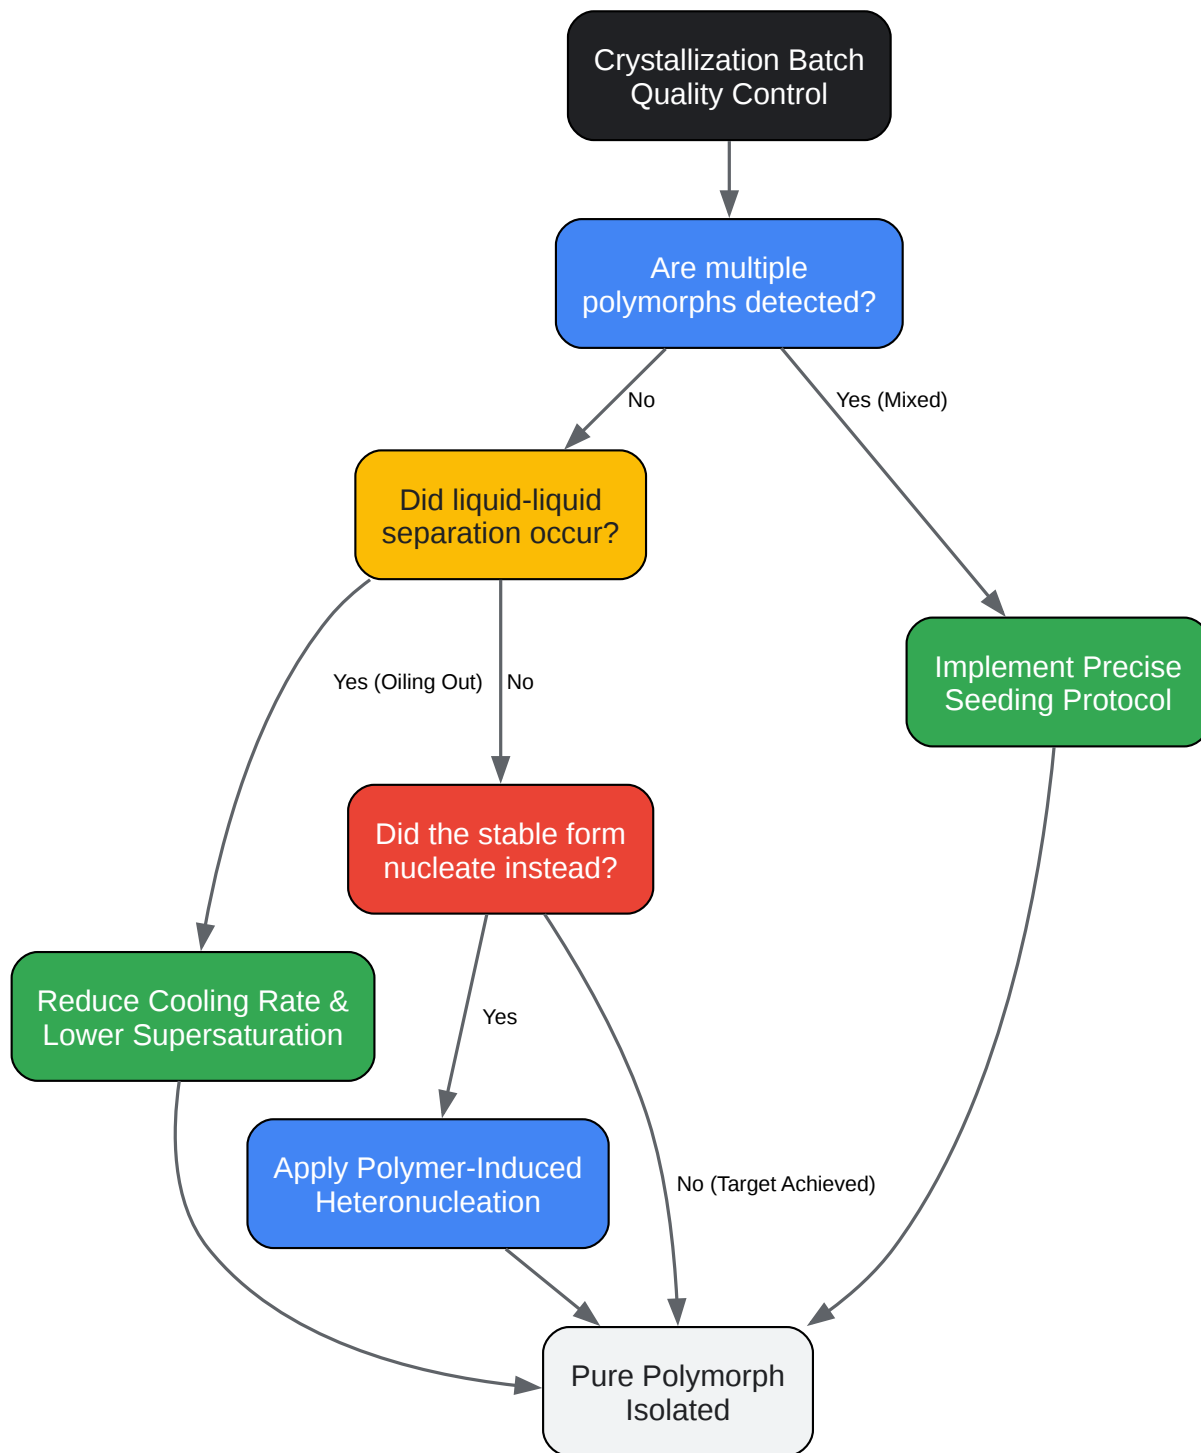 Crystallization Batch
Quality Control
Are multiple
polymorphs detected?
No
Yes (Mixed)
Did liquid-liquid
separation occur?
Implement Precise
Seeding Protocol
Yes (Oiling Out)
No
Did the stable form
nucleate instead?
Reduce Cooling Rate &
Lower Supersaturation
Yes
Apply Polymer-Induced
Heteronucleation
No (Target Achieved)
Pure Polymorph
Isolated